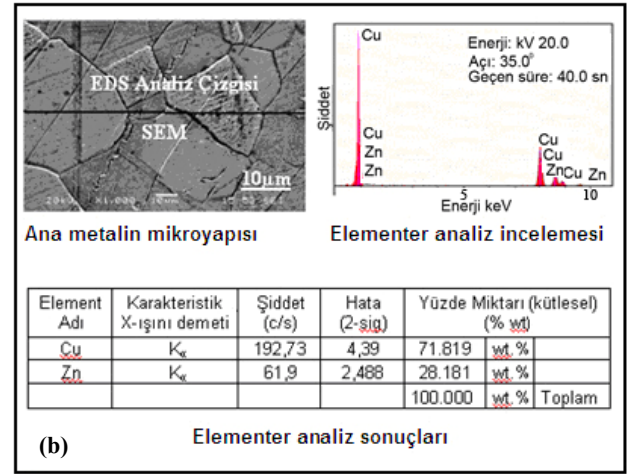 EDS Analiz Çizgisi
SEM
10µm
Cu
Enerji: kV 20.0
Açı: 35.0°
Geçen süre: 40.0 sn
Şiddet
Cu
Zn
Zn
Cu
Cu
Zn Cu Zn
5
10
Enerji keV
Ana metalin mikroyapısı
Elementer analiz incelemesi
Element Adı
Karakteristik X-ışını demeti
Şiddet (c/s)
Hata (2-sig)
Yüzde Miktarı (kütlesel) (% wt)
Cu Kα 192,73 4,39 71.819 wt.%
Zn Kα 61,9 2,488 28.181 wt.%
100.000 wt.% Toplam
(b)
Elementer analiz sonuçları